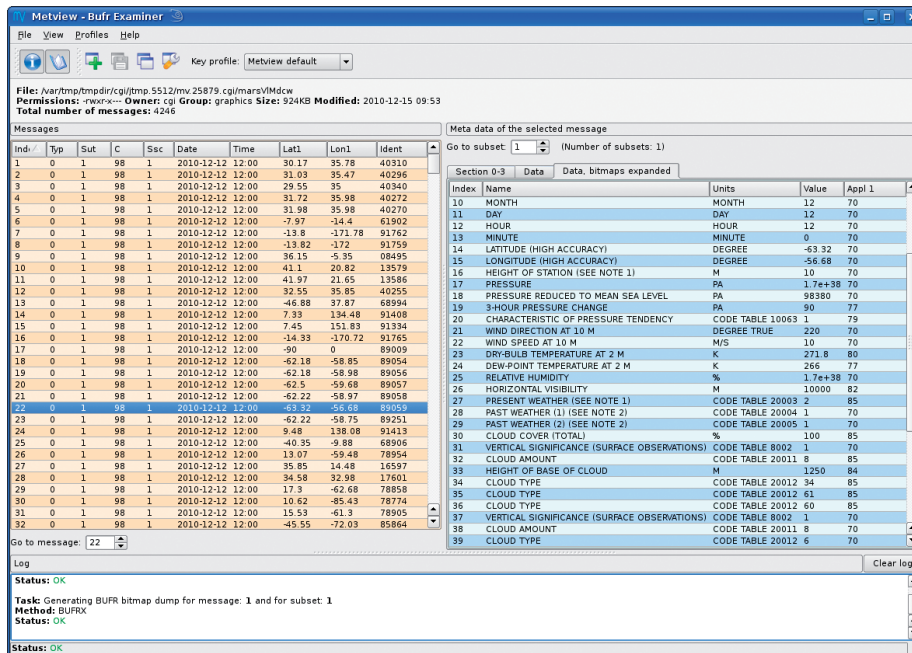 Metview - Bufr Examiner
File View Profiles Help
Key profile: Metview default
File: /var/tmp/tmpdir/cgi/jtmp.5512/mv.25879.cgi/marsVlMdcw
Permissions: -rwxr-x--- Owner: cgi Group: graphics Size: 924KB Modified: 2010-12-15 09:53
Total number of messages: 4246
Messages
Ind Typ Sut C Ssc Date Time Lat1 Lon1 Ident
1 0 1 98 1 2010-12-12 12:00 30.17 35.78 40310
2 0 1 98 1 2010-12-12 12:00 31.03 35.47 40296
3 0 1 98 1 2010-12-12 12:00 29.55 35 40340
4 0 1 98 1 2010-12-12 12:00 31.72 35.98 40272
5 0 1 98 1 2010-12-12 12:00 31.98 35.98 40270
6 0 1 98 1 2010-12-12 12:00 -7.97 -14.4 61902
7 0 1 98 1 2010-12-12 12:00 -13.8 -171.78 91762
8 0 1 98 1 2010-12-12 12:00 -13.82 -172 91759
9 0 1 98 1 2010-12-12 12:00 36.15 -5.35 08495
10 0 1 98 1 2010-12-12 12:00 41.1 20.82 13579
11 0 1 98 1 2010-12-12 12:00 41.97 21.65 13586
12 0 1 98 1 2010-12-12 12:00 32.55 35.85 40255
13 0 1 98 1 2010-12-12 12:00 -46.88 37.87 68994
14 0 1 98 1 2010-12-12 12:00 7.33 134.48 91408
15 0 1 98 1 2010-12-12 12:00 7.45 151.83 91334
16 0 1 98 1 2010-12-12 12:00 -14.33 -170.72 91765
17 0 1 98 1 2010-12-12 12:00 -90 0 89009
18 0 1 98 1 2010-12-12 12:00 -62.18 -58.85 89054
19 0 1 98 1 2010-12-12 12:00 -62.18 -58.98 89056
20 0 1 98 1 2010-12-12 12:00 -62.5 -59.68 89057
21 0 1 98 1 2010-12-12 12:00 -62.22 -58.97 89058
22 0 1 98 1 2010-12-12 12:00 -63.32 -56.68 89059
23 0 1 98 1 2010-12-12 12:00 -62.22 -58.75 89251
24 0 1 98 1 2010-12-12 12:00 9.48 138.08 91413
25 0 1 98 1 2010-12-12 12:00 -40.35 -9.88 68906
26 0 1 98 1 2010-12-12 12:00 13.07 -59.48 78954
27 0 1 98 1 2010-12-12 12:00 35.85 14.48 16597
28 0 1 98 1 2010-12-12 12:00 34.58 32.98 17601
29 0 1 98 1 2010-12-12 12:00 17.3 -62.68 78858
30 0 1 98 1 2010-12-12 12:00 10.62 -85.43 78774
31 0 1 98 1 2010-12-12 12:00 15.53 -61.3 78905
32 0 1 98 1 2010-12-12 12:00 -45.55 -72.03 85864
Go to message: 22
Meta data of the selected message
Go to subset: 1 (Number of subsets: 1)
Section 0-3 Data Data, bitmaps expanded
Index Name Units Value Appl 1
10 MONTH MONTH 12 70
11 DAY DAY 12 70
12 HOUR HOUR 12 70
13 MINUTE MINUTE 0 70
14 LATITUDE (HIGH ACCURACY) DEGREE -63.32 70
15 LONGITUDE (HIGH ACCURACY) DEGREE -56.68 70
16 HEIGHT OF STATION (SEE NOTE 1) M 10 70
17 PRESSURE PA 1.7e+38 70
18 PRESSURE REDUCED TO MEAN SEA LEVEL PA 98380 70
19 3-HOUR PRESSURE CHANGE PA 90 77
20 CHARACTERISTIC OF PRESSURE TENDENCY CODE TABLE 10063 1 79
21 WIND DIRECTION AT 10 M DEGREE TRUE 220 70
22 WIND SPEED AT 10 M M/S 10 70
23 DRY-BULB TEMPERATURE AT 2 M K 271.8 80
24 DEW-POINT TEMPERATURE AT 2 M K 266 77
25 RELATIVE HUMIDITY % 1.7e+38 70
26 HORIZONTAL VISIBILITY M 10000 82
27 PRESENT WEATHER (SEE NOTE 1) CODE TABLE 20003 2 85
28 PAST WEATHER (1) (SEE NOTE 2) CODE TABLE 20004 1 70
29 PAST WEATHER (2) (SEE NOTE 2) CODE TABLE 20005 1 70
30 CLOUD COVER (TOTAL) % 100 85
31 VERTICAL SIGNIFICANCE (SURFACE OBSERVATIONS) CODE TABLE 8002 1 70
32 CLOUD AMOUNT CODE TABLE 20011 8 85
33 HEIGHT OF BASE OF CLOUD M 1250 84
34 CLOUD TYPE CODE TABLE 20012 34 85
35 CLOUD TYPE CODE TABLE 20012 61 85
36 CLOUD TYPE CODE TABLE 20012 60 85
37 VERTICAL SIGNIFICANCE (SURFACE OBSERVATIONS) CODE TABLE 8002 1 70
38 CLOUD AMOUNT CODE TABLE 20011 8 70
39 CLOUD TYPE CODE TABLE 20012 6 70
Log
Clear log
Status: OK
Task: Generating BUFR bitmap dump for message: 1 and for subset: 1
Method: BUFRX
Status: OK
Status: OK